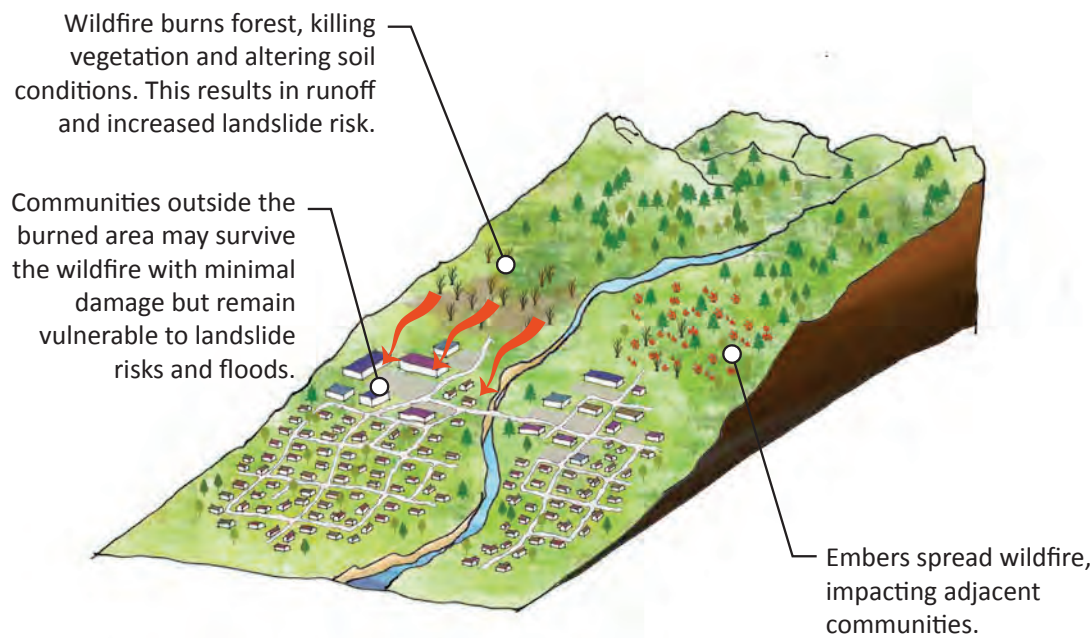 Wildfire burns forest, killing
vegetation and altering soil
conditions. This results in runoff
and increased landslide risk.
Communities outside the
burned area may survive
the wildfire with minimal
damage but remain
vulnerable to landslide
risks and floods.
Embers spread wildfire,
impacting adjacent
communities.